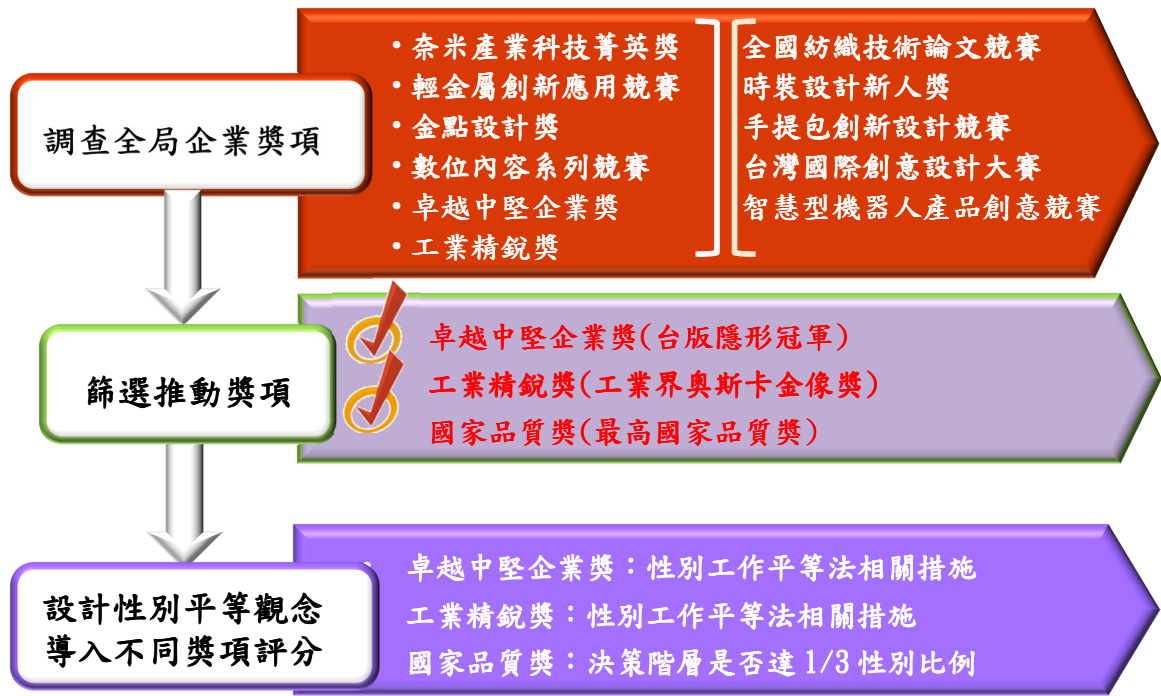 調查全局企業獎項
•奈米產業科技菁英獎
•輕金屬創新應用競賽
•金點設計獎
•數位內容系列競賽
•卓越中堅企業獎
•工業精銳獎
全國紡織技術論文競賽
時裝設計新人獎
手提包創新設計競賽
台灣國際創意設計大賽
智慧型機器人產品創意競賽
篩選推動獎項
卓越中堅企業獎(台版隱形冠軍)
工業精銳獎(工業界奧斯卡金像獎)
國家品質獎(最高國家品質獎)
設計性別平等觀念
導入不同獎項評分
卓越中堅企業獎：性別工作平等法相關措施
工業精銳獎：性別工作平等法相關措施
國家品質獎：決策階層是否達1/3性別比例